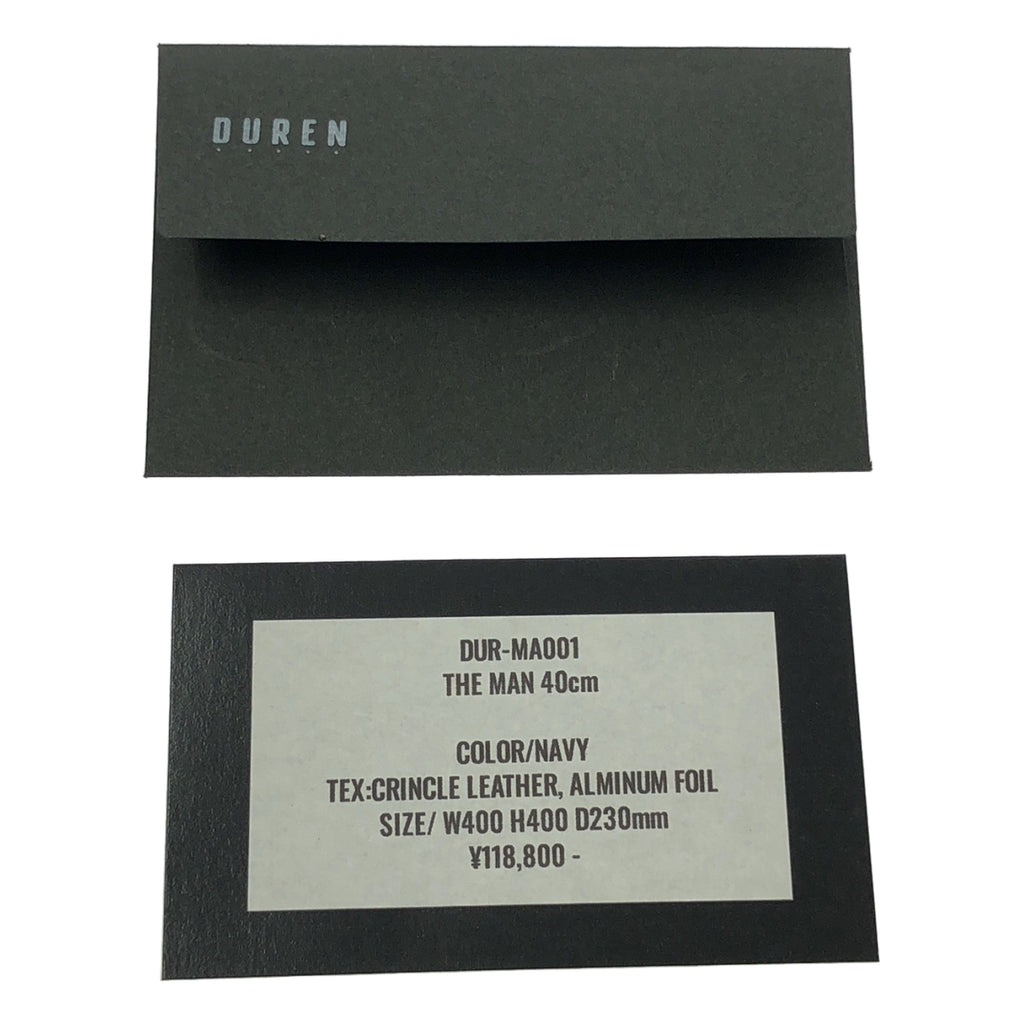 DUREN
DUR-MA001
THE MAN 40cm
COLOR/NAVY
TEX:CRINCLE LEATHER, ALMINUM FOIL
SIZE/ W400 H400 D230mm
¥118,800 -